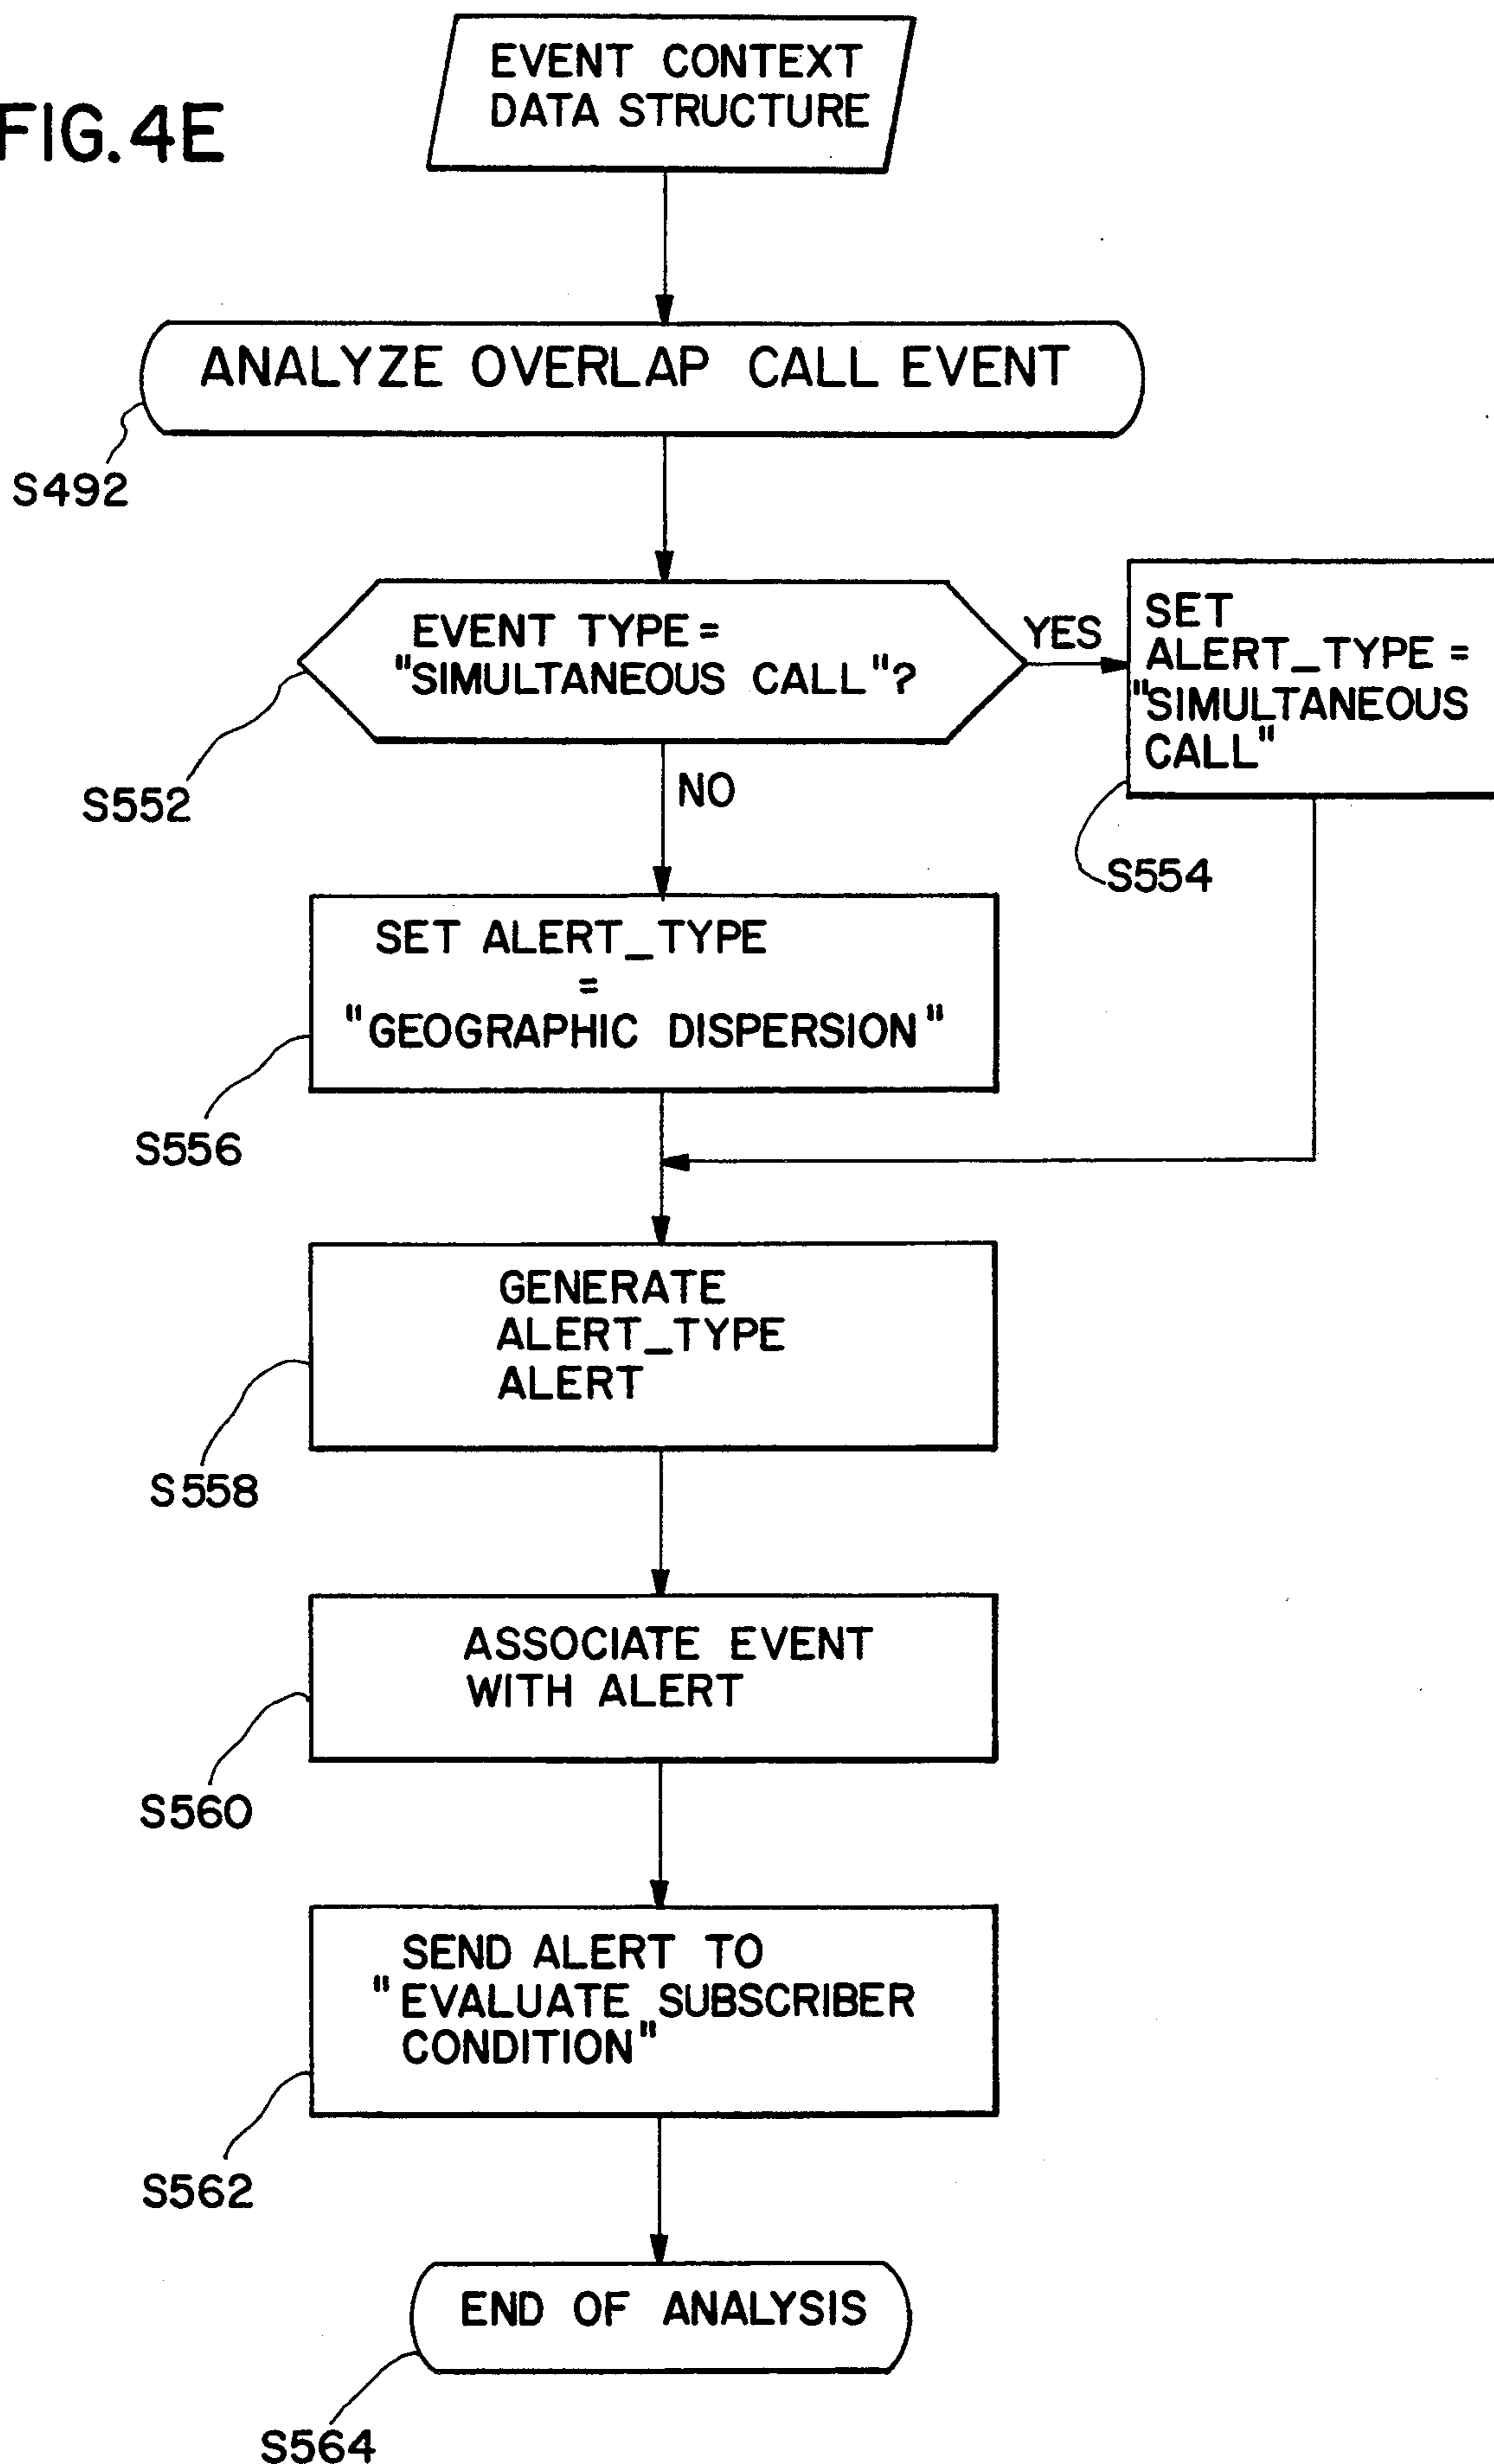 FIG.4E
EVENT CONTEXT
DATA STRUCTURE
ANALYZE OVERLAP CALL EVENT
S492
EVENT TYPE =
"SIMULTANEOUS CALL"?
YES
SET
ALERT_TYPE =
"SIMULTANEOUS
CALL"
S552
NO
S554
SET ALERT_TYPE
=
"GEOGRAPHIC DISPERSION"
S556
GENERATE
ALERT_TYPE
ALERT
S558
ASSOCIATE EVENT
WITH ALERT
S560
SEND ALERT TO
"EVALUATE SUBSCRIBER
CONDITION"
S562
END OF ANALYSIS
S564